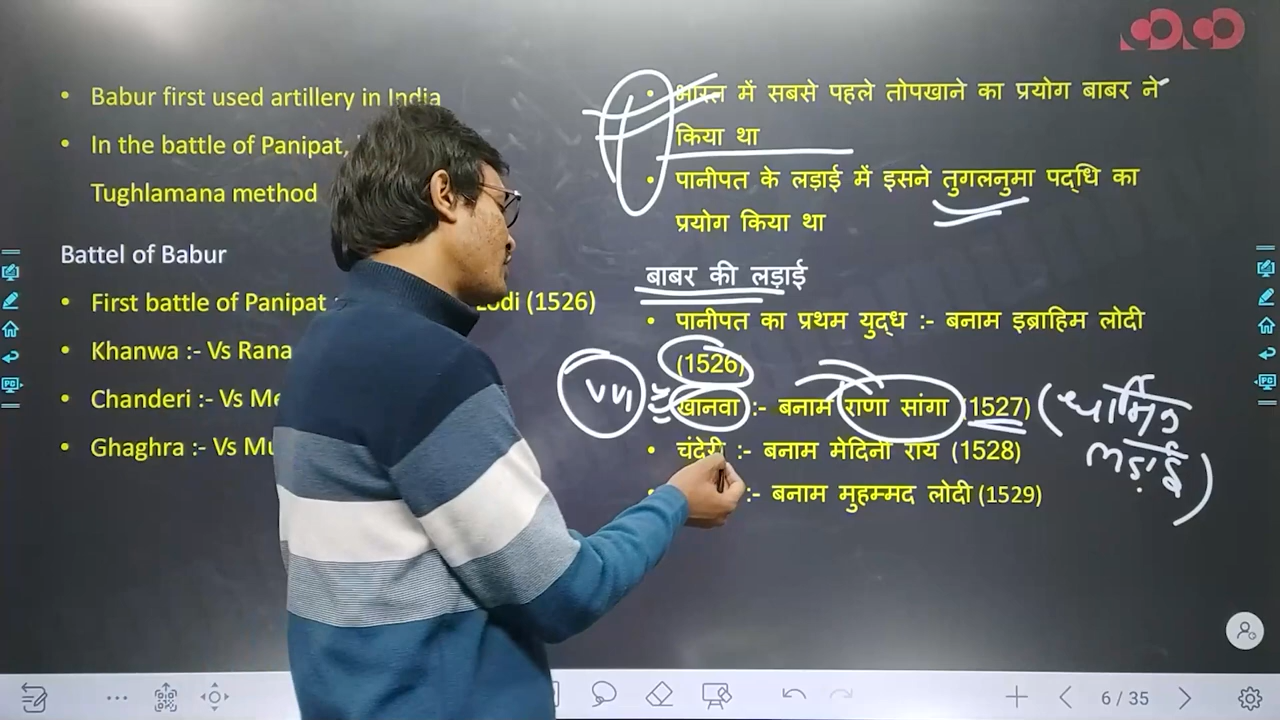 • Babur first used artillery in India
• In the battle of Panipat,
Tughlamana method
Battel of Babur
• First battle of Panipat : Lodi (1526)
• Khanwa :- Vs Rana
• Chanderi :- Vs Me
• Ghaghra :- Vs Mu
• भारत में सबसे पहले तोपखाने का प्रयोग बाबर ने
किया था
• पानीपत के लड़ाई में इसने तुगलनुमा पद्धि का
प्रयोग किया था
बाबर की लड़ाई
• पानीपत का प्रथम युद्ध :- बनाम इब्राहिम लोदी
(1526)
VVI खानवा :- बनाम राणा सांगा (1527) (धार्मिक
लड़ाई)
• चंदेरी :- बनाम मेदिनी राय (1528)
:- बनाम मुहम्मद लोदी (1529)
6 / 35